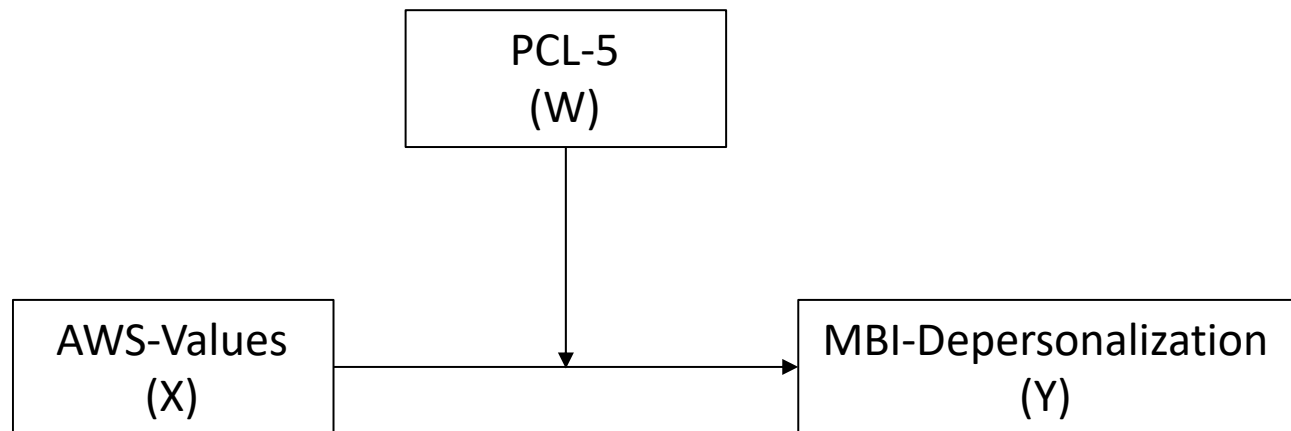 PCL-5
(W)
AWS-Values
(X)
MBI-Depersonalization
(Y)